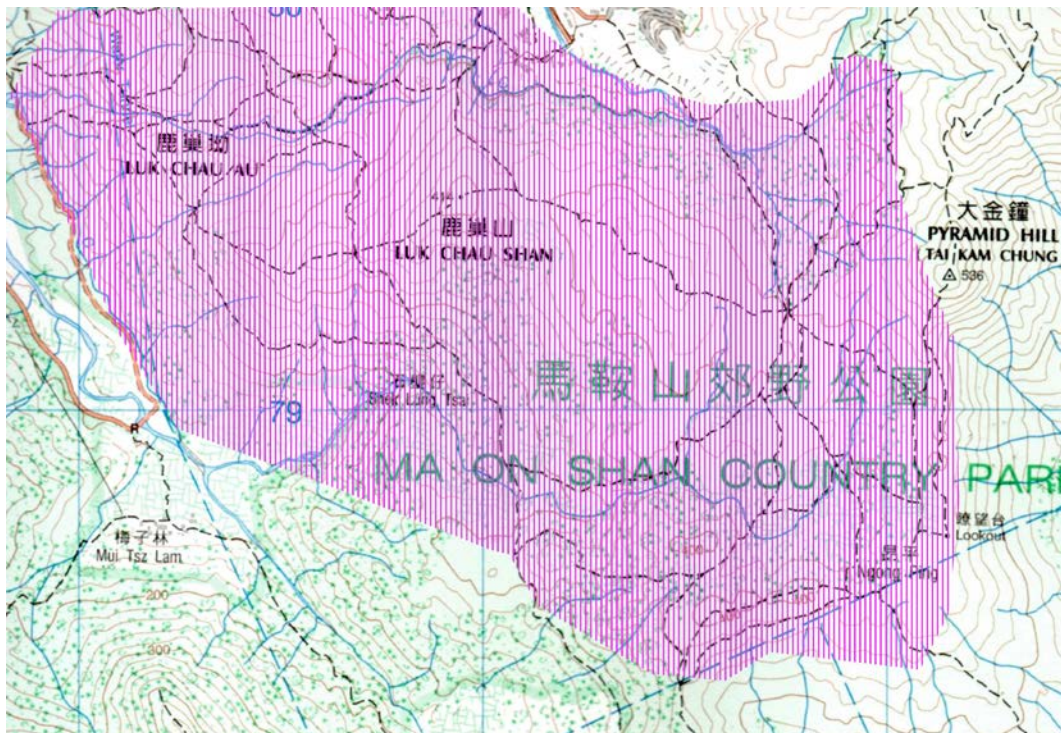 鹿巢坳
LUK CHAU AU
鹿巢山
LUK CHAU SHAN
大金鐘
PYRAMID HILL
TAI KAM CHUNG
536
石壟仔
Shek Lung Tsai
79
馬鞍山郊野公園
MA ON SHAN COUNTRY PARK
R
瞭望台
Lookout
昂平
Ngong Ping
400
梅子林
Mui Tsz Lam
200
300